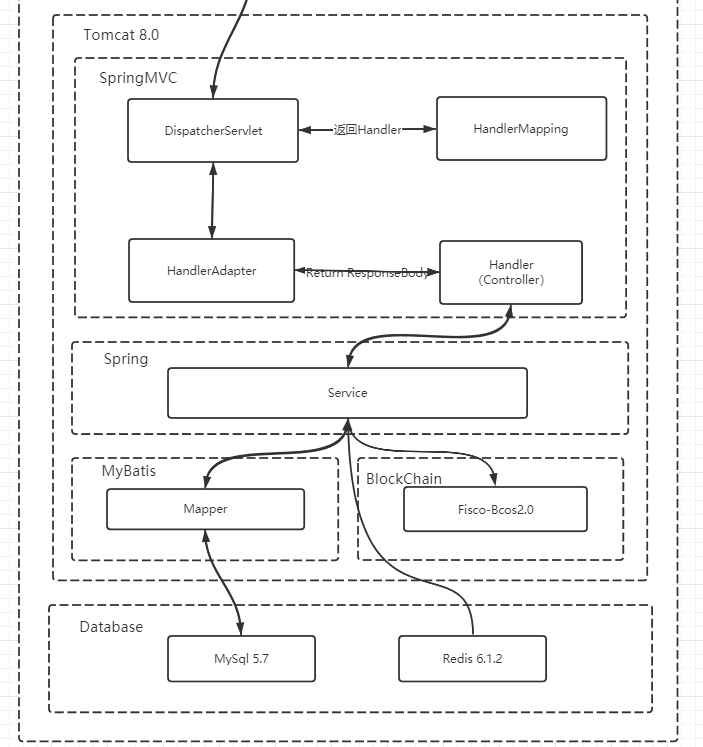 Tomcat 8.0
SpringMVC
DispatcherServlet
返回Handler
HandlerMapping
HandlerAdapter
Return ResponseBody
Handler
(Controller)
Spring
Service
MyBatis
Mapper
BlockChain
Fisco-Bcos2.0
Database
MySql 5.7
Redis 6.1.2